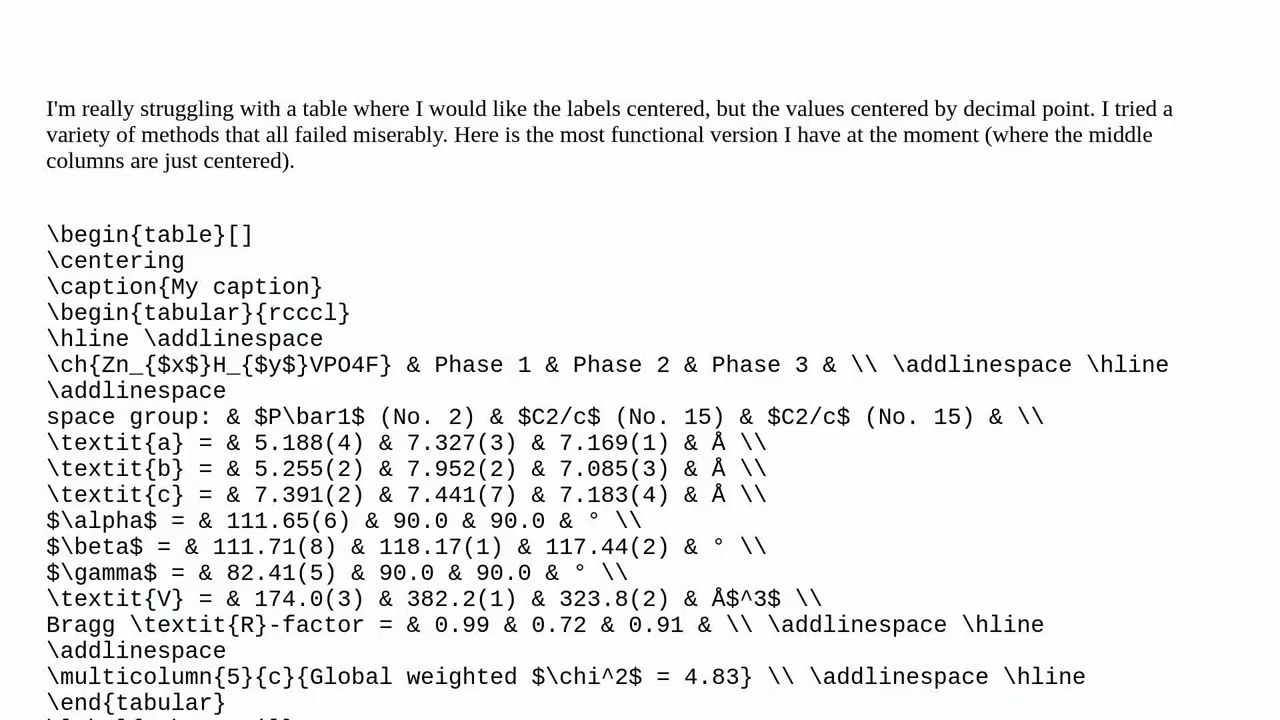 I'm really struggling with a table where I would like the labels centered, but the values centered by decimal point. I tried a
variety of methods that all failed miserably. Here is the most functional version I have at the moment (where the middle
columns are just centered).
\begin{table}[]
\centering
\caption{My caption}
\begin{tabular}{rcccl}
\hline \addlinespace
\ch{Zn_{$x$}H_{$y$}VPO4F} & Phase 1 & Phase 2 & Phase 3 & \\ \addlinespace \hline
\addlinespace
space group: & $P\bar1$ (No. 2) & $C2/c$ (No. 15) & $C2/c$ (No. 15) & \\
\textit{a} = & 5.188(4) & 7.327(3) & 7.169(1) & Å \\
\textit{b} = & 5.255(2) & 7.952(2) & 7.085(3) & Å \\
\textit{c} = & 7.391(2) & 7.441(7) & 7.183(4) & Å \\
$\alpha$ = & 111.65(6) & 90.0 & 90.0 & ° \\
$\beta$ = & 111.71(8) & 118.17(1) & 117.44(2) & ° \\
$\gamma$ = & 82.41(5) & 90.0 & 90.0 & ° \\
\textit{V} = & 174.0(3) & 382.2(1) & 323.8(2) & Å$^3$ \\
Bragg \textit{R}-factor = & 0.99 & 0.72 & 0.91 & \\ \addlinespace \hline
\addlinespace
\multicolumn{5}{c}{Global weighted $\chi^2$ = 4.83} \\ \addlinespace \hline
\end{tabular}